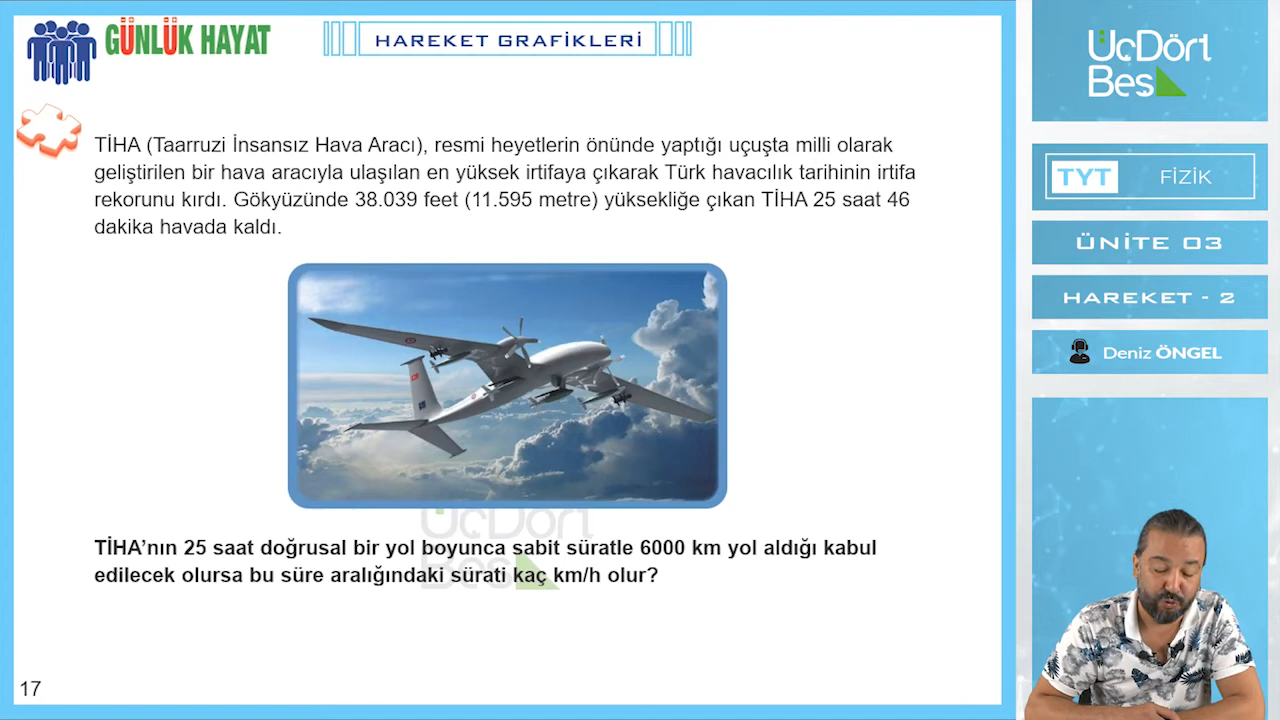 GÜNLÜK HAYAT
HAREKET GRAFİKLERİ
TİHA (Taarruzi İnsansız Hava Aracı), resmi heyetlerin önünde yaptığı uçuşta milli olarak
geliştirilen bir hava aracıyla ulaşılan en yüksek irtifaya çıkarak Türk havacılık tarihinin irtifa
rekorunu kırdı. Gökyüzünde 38.039 feet (11.595 metre) yüksekliğe çıkan TİHA 25 saat 46
dakika havada kaldı.
ÜçDört
Beş
TİHA’nın 25 saat doğrusal bir yol boyunca sabit süratle 6000 km yol aldığı kabul
edilecek olursa bu süre aralığındaki sürati kaç km/h olur?
17
ÜçDört
Beş
TYT FİZİK
ÜNİTE 03
HAREKET - 2
Deniz ÖNGEL